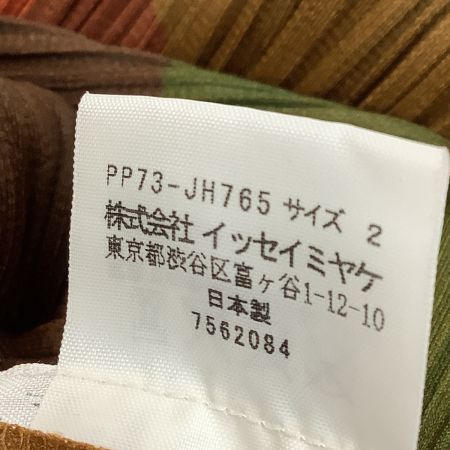 PP73-JH765 サイズ 2
株式会社 イッセイミヤケ
東京都渋谷区富ヶ谷1-12-10
日本製
7562084